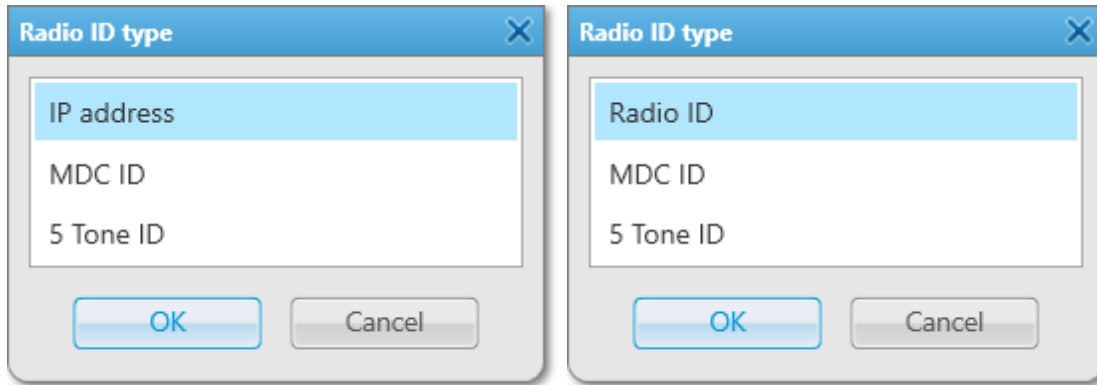 Radio ID type
IP address
MDC ID
5 Tone ID
OK
Cancel
Radio ID type
Radio ID
MDC ID
5 Tone ID
OK
Cancel